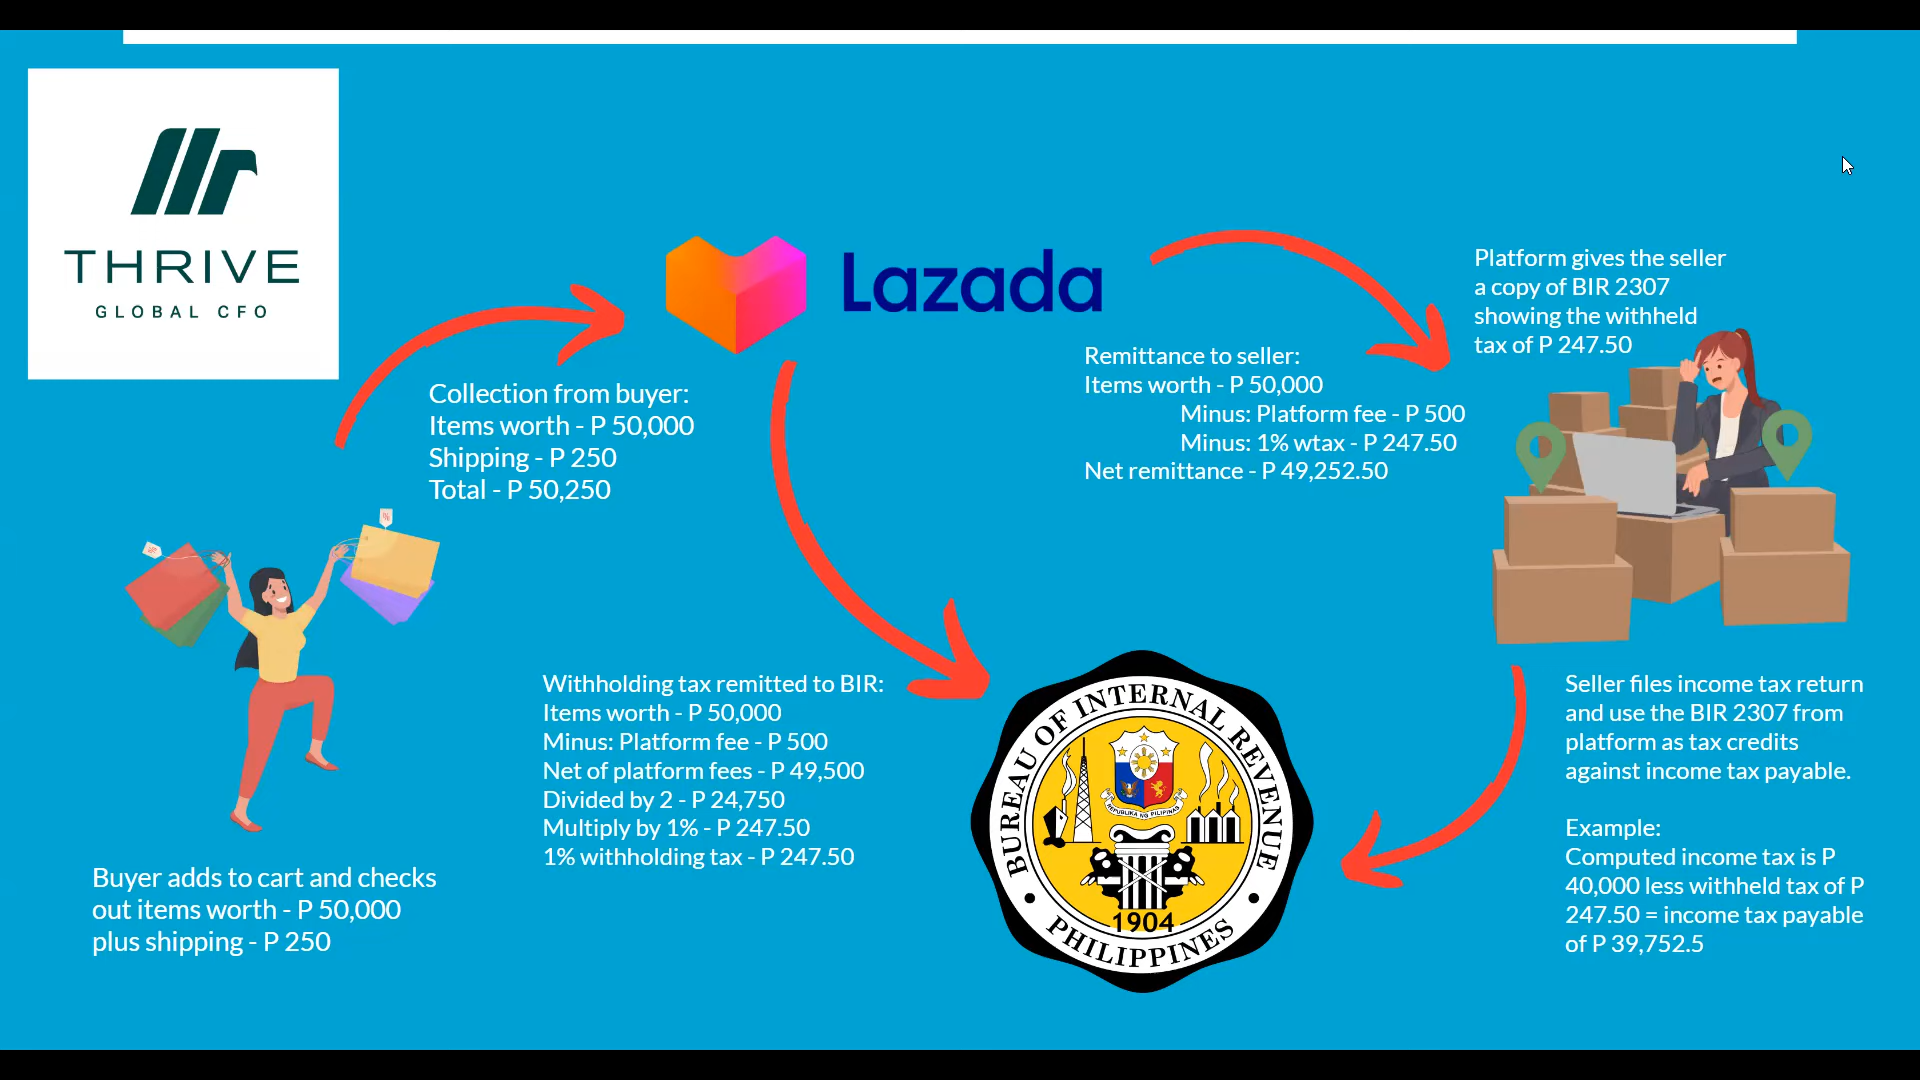 THRIVE
GLOBAL CFO
Lazada
Collection from buyer:
Items worth - P 50,000
Shipping - P 250
Total - P 50,250
Remittance to seller:
Items worth - P 50,000
Minus: Platform fee - P 500
Minus: 1% wtax - P 247.50
Net remittance - P 49,252.50
Platform gives the seller
a copy of BIR 2307
showing the withheld
tax of P 247.50
Buyer adds to cart and checks
out items worth - P 50,000
plus shipping - P 250
Withholding tax remitted to BIR:
Items worth - P 50,000
Minus: Platform fee - P 500
Net of platform fees - P 49,500
Divided by 2 - P 24,750
Multiply by 1% - P 247.50
1% withholding tax - P 247.50
BUREAU OF INTERNAL REVENUE
REPUBLIKA NG PILIPINAS
1904
PHILIPPINES
Seller files income tax return
and use the BIR 2307 from
platform as tax credits
against income tax payable.
Example:
Computed income tax is P
40,000 less withheld tax of P
247.50 = income tax payable
of P 39,752.5